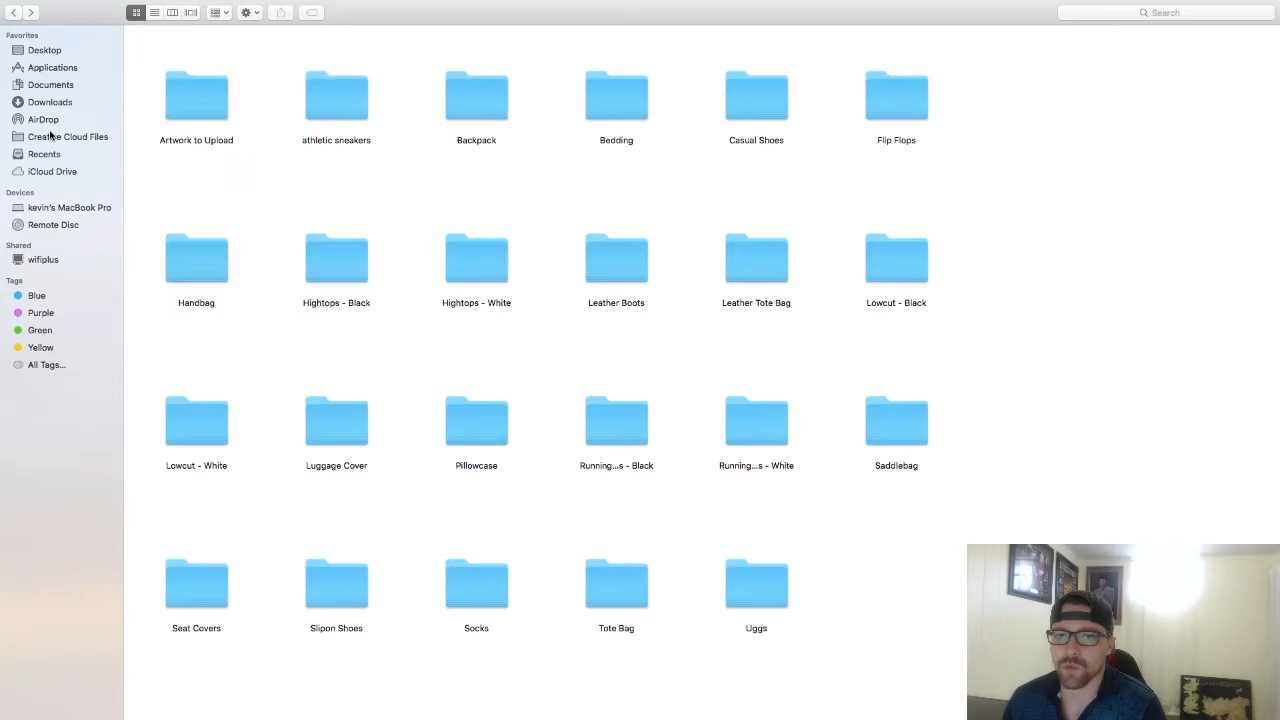 Search
Favorites
Desktop
Applications
Documents
Downloads
AirDrop
Creative Cloud Files
Recents
iCloud Drive
Devices
kevin's MacBook Pro
Remote Disc
Shared
wifiplus
Tags
Blue
Purple
Green
Yellow
All Tags...
Artwork to Upload
athletic sneakers
Backpack
Bedding
Casual Shoes
Flip Flops
Handbag
Hightops - Black
Hightops - White
Leather Boots
Leather Tote Bag
Lowcut - Black
Lowcut - White
Luggage Cover
Pillowcase
Running...s - Black
Running...s - White
Saddlebag
Seat Covers
Slipon Shoes
Socks
Tote Bag
Uggs